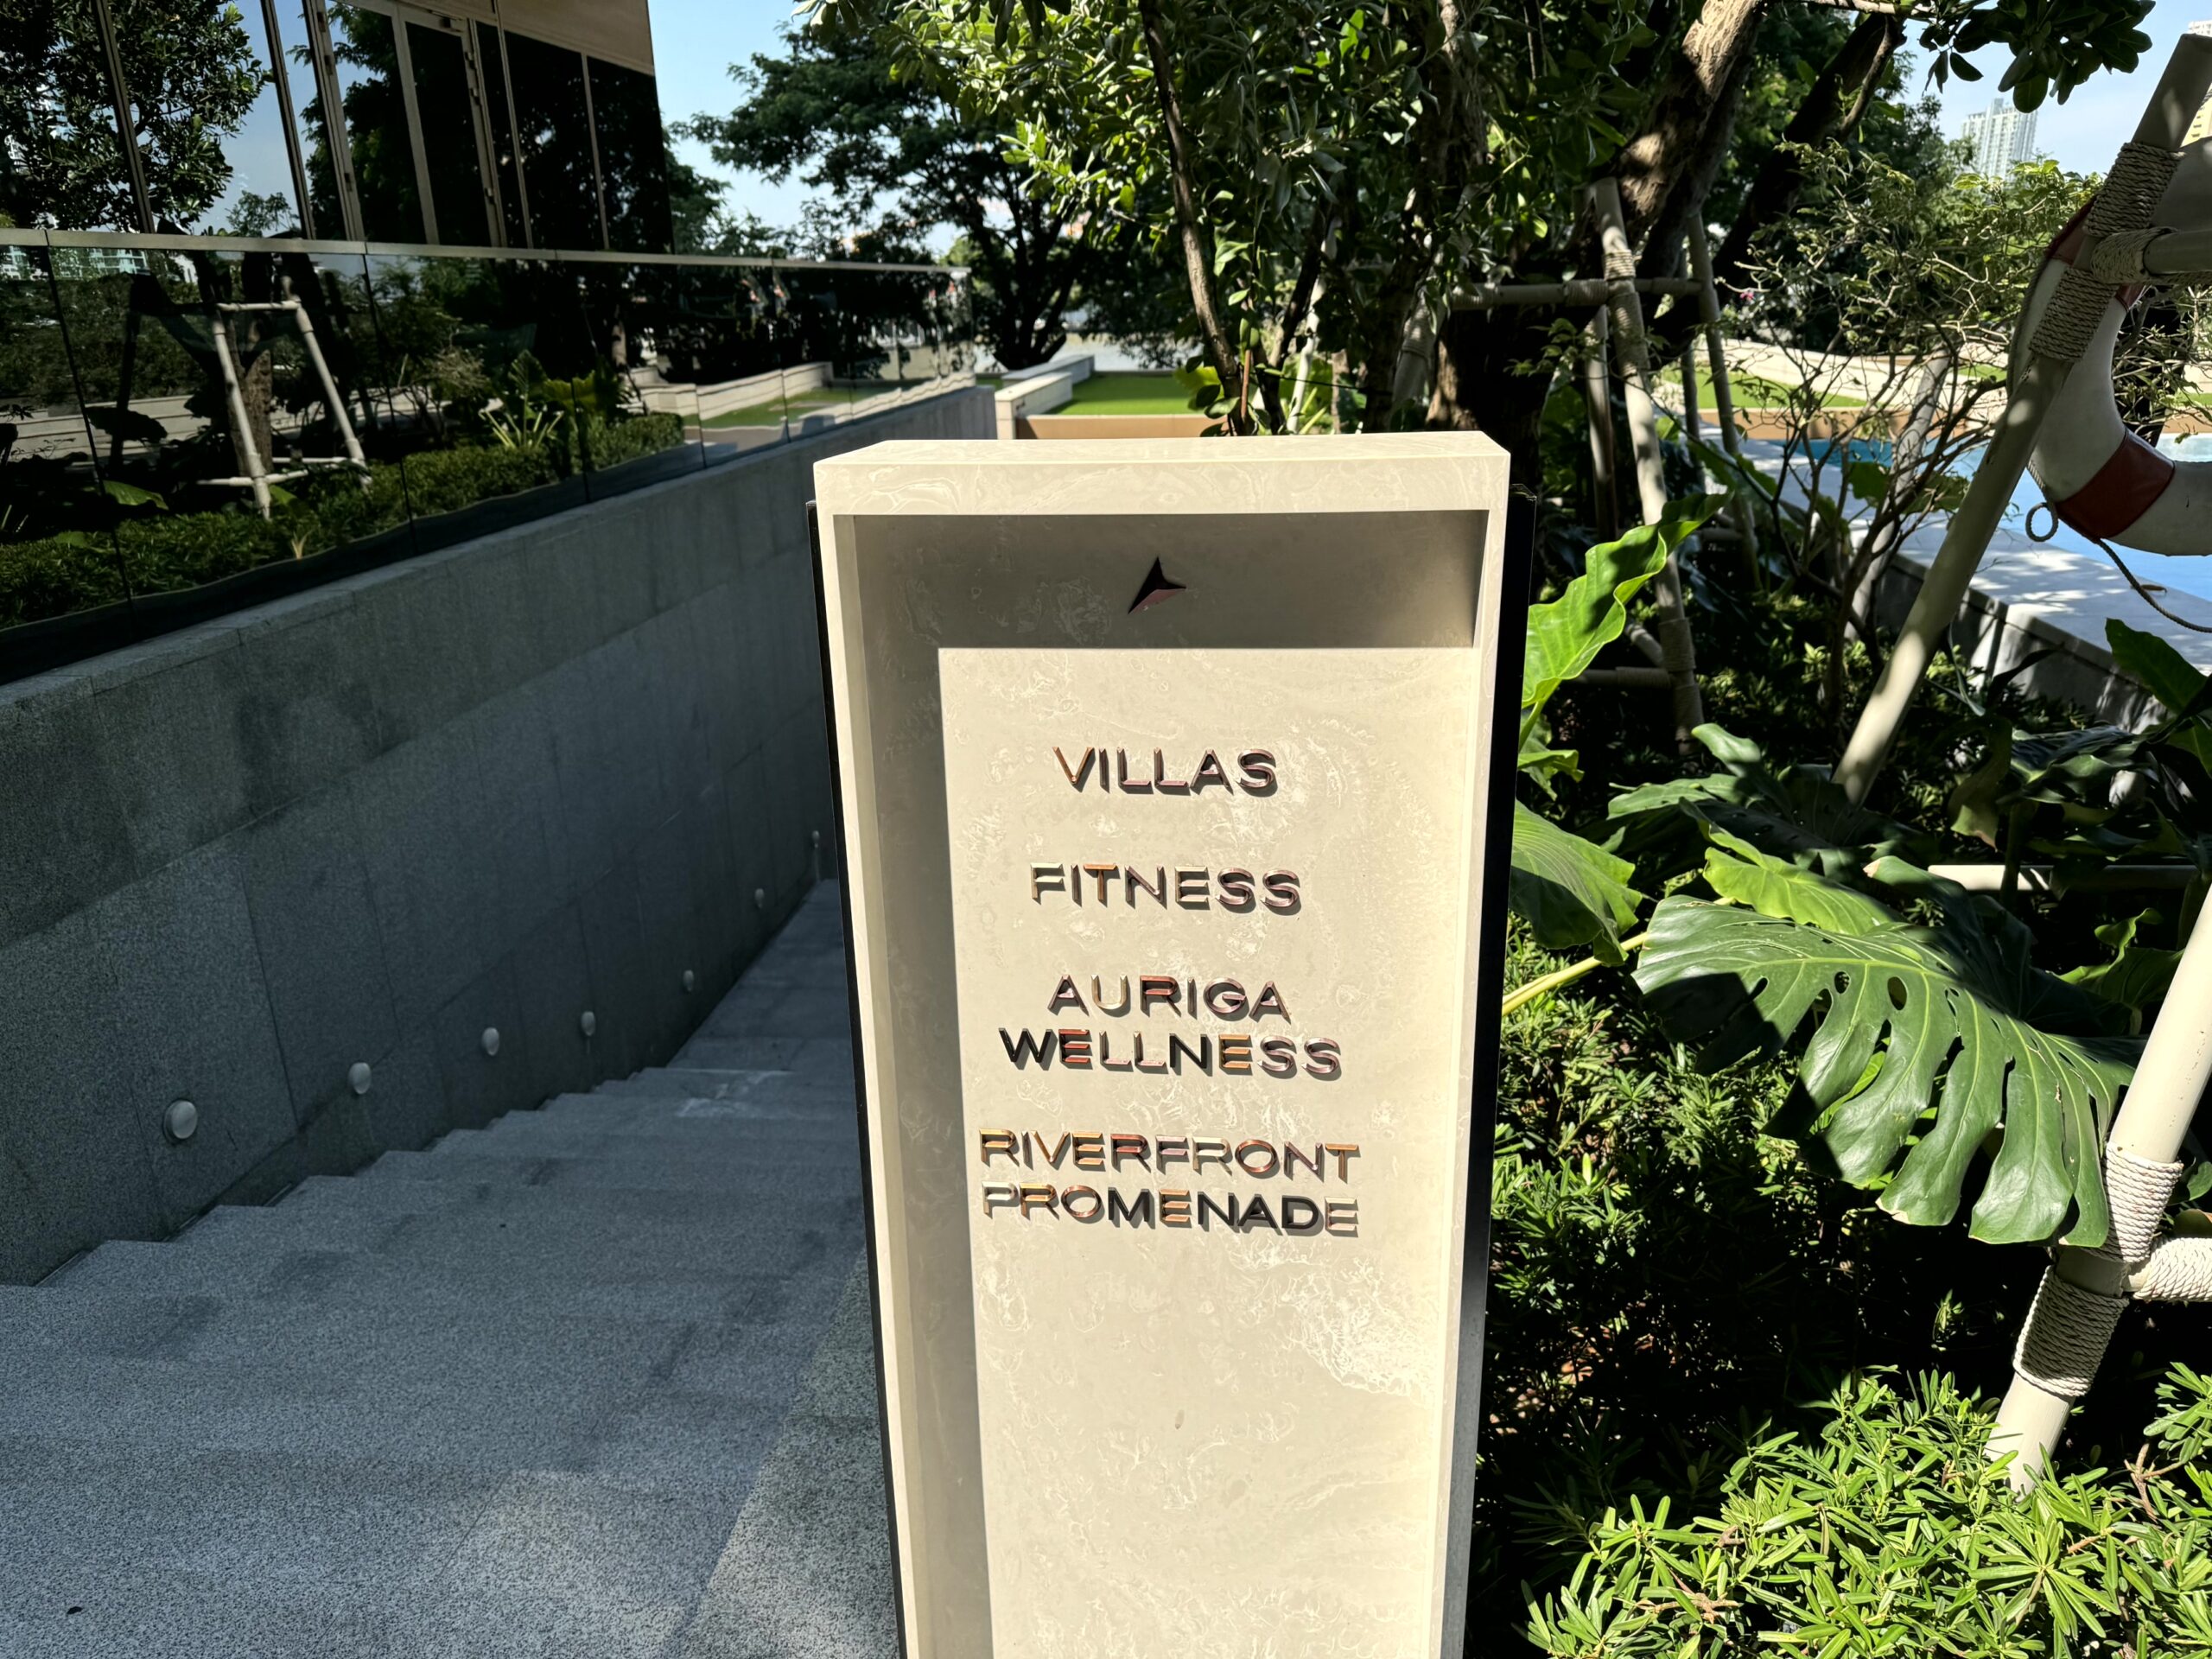 VILLAS
FITNESS
AURIGA
WELLNESS
RIVERFRONT
PROMENADE